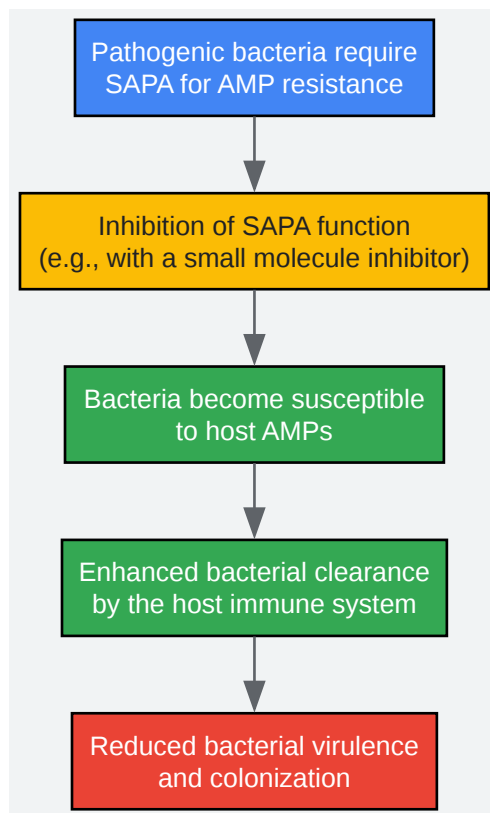 Pathogenic bacteria require
SAPA for AMP resistance
Inhibition of SAPA function
(e.g., with a small molecule inhibitor)
Bacteria become susceptible
to host AMPs
Enhanced bacterial clearance
by the host immune system
Reduced bacterial virulence
and colonization